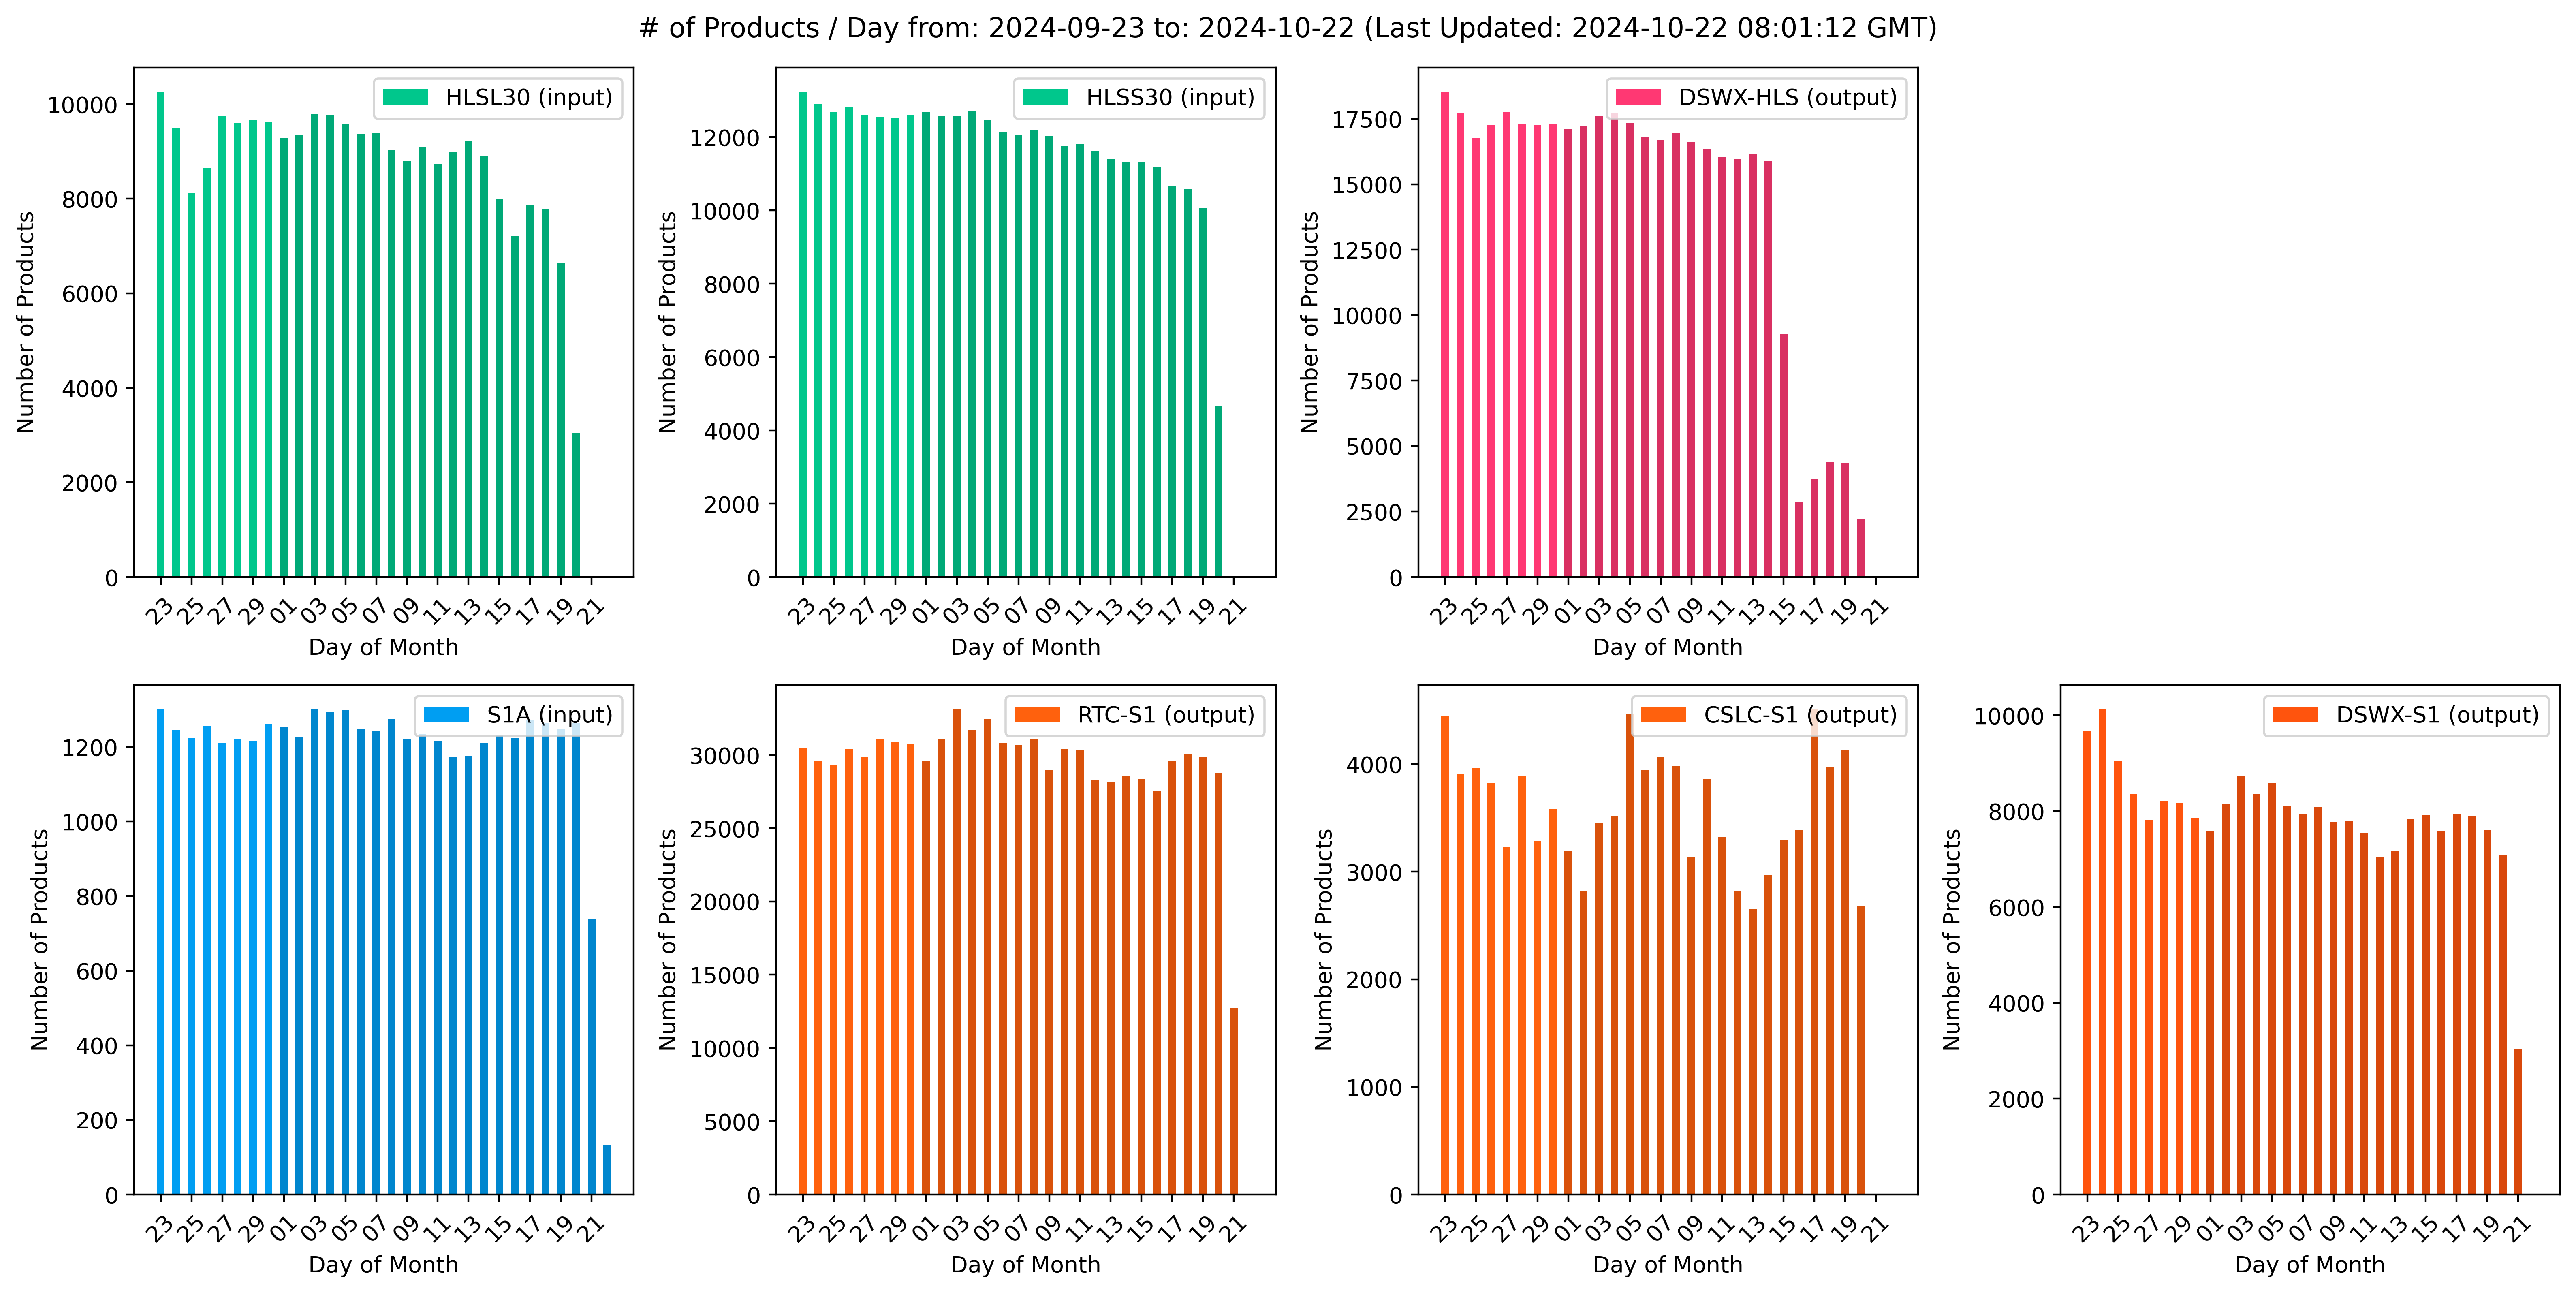 # of Products / Day from: 2024-09-23 to: 2024-10-22 (Last Updated: 2024-10-22 08:01:12 GMT)
HLSL30 (input)
Number of Products
10000
8000
6000
4000
2000
0
23 25 27 29 01 03 05 07 09 11 13 15 17 19 21
Day of Month
HLSS30 (input)
Number of Products
12000
10000
8000
6000
4000
2000
0
23 25 27 29 01 03 05 07 09 11 13 15 17 19 21
Day of Month
DSWX-HLS (output)
Number of Products
17500
15000
12500
10000
7500
5000
2500
0
23 25 27 29 01 03 05 07 09 11 13 15 17 19 21
Day of Month
S1A (input)
Number of Products
1200
1000
800
600
400
200
0
23 25 27 29 01 03 05 07 09 11 13 15 17 19 21
Day of Month
RTC-S1 (output)
Number of Products
30000
25000
20000
15000
10000
5000
0
23 25 27 29 01 03 05 07 09 11 13 15 17 19 21
Day of Month
CSLC-S1 (output)
Number of Products
4000
3000
2000
1000
0
23 25 27 29 01 03 05 07 09 11 13 15 17 19 21
Day of Month
DSWX-S1 (output)
Number of Products
10000
8000
6000
4000
2000
0
23 25 27 29 01 03 05 07 09 11 13 15 17 19 21
Day of Month